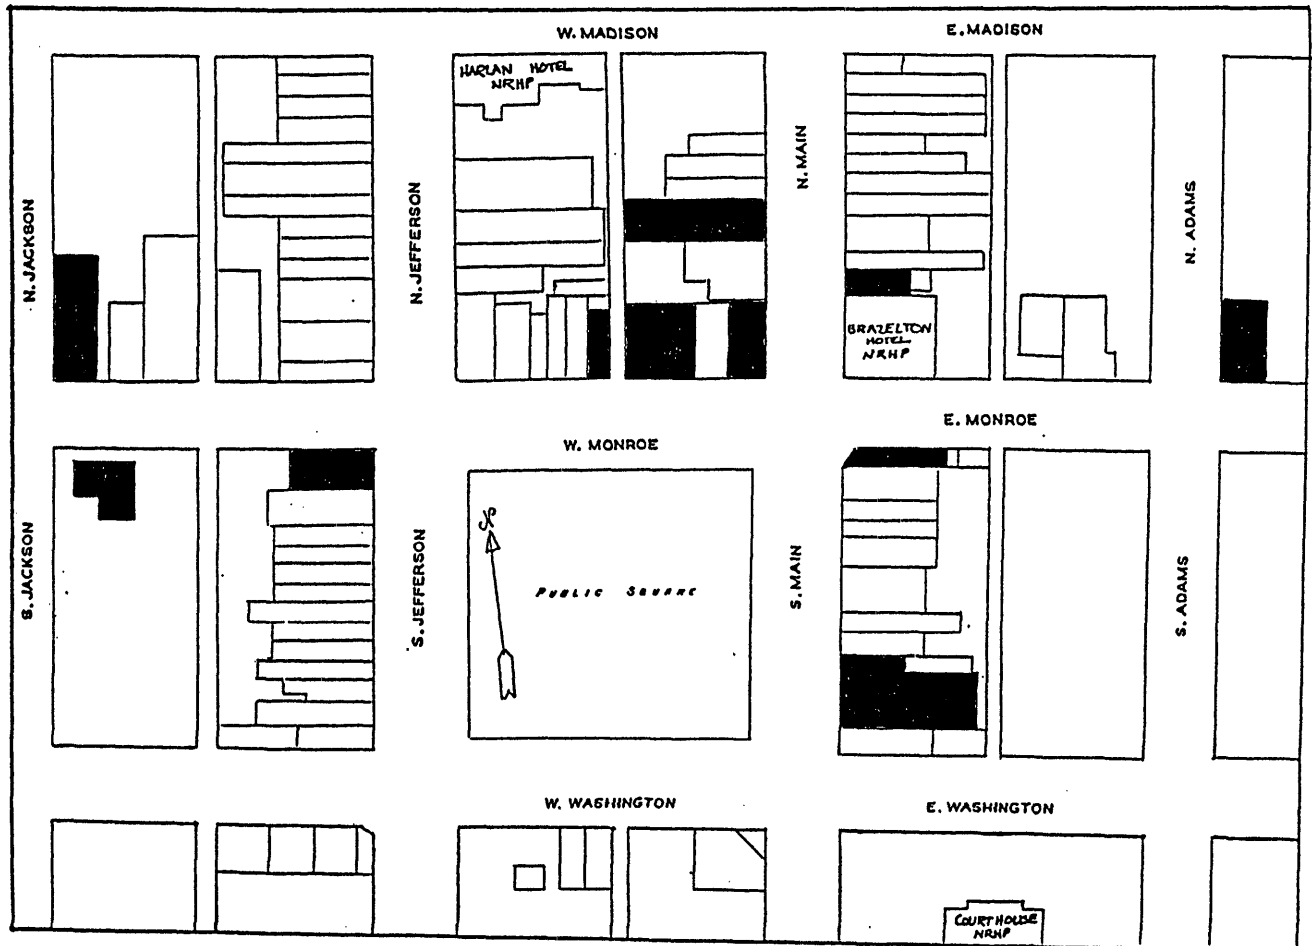 W. MADISON
E. MADISON
HARLAN HOTEL
NRHP
N. MAIN
N. JACKSON
N. JEFFERSON
N. ADAMS
BRAZELTON
HOTEL
NRHP
W. MONROE
E. MONROE
N
S. JACKSON
S. JEFFERSON
PUBLIC SQUARE
S. MAIN
S. ADAMS
W. WASHINGTON
E. WASHINGTON
COURTHOUSE
NRHP